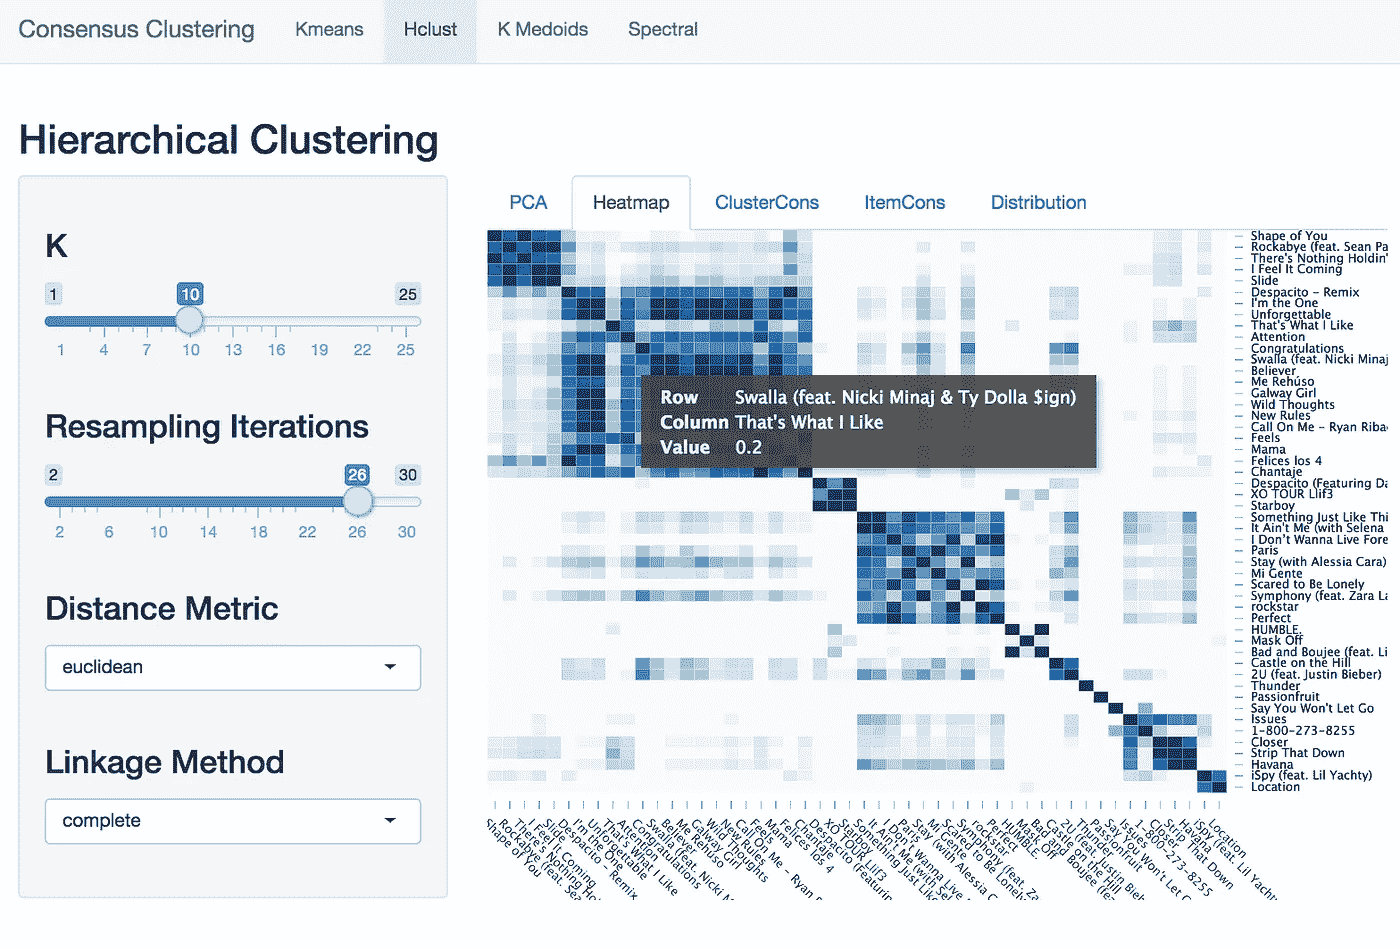 Consensus Clustering Kmeans Hclust K Medoids Spectral
Hierarchical Clustering
PCA Heatmap ClusterCons ItemCons Distribution
K
1 10 25
1 4 7 10 13 16 19 22 25
Resampling Iterations
2 26 30
2 6 10 14 18 22 26 30
Distance Metric
euclidean
Linkage Method
complete
Row Swalla (feat. Nicki Minaj & Ty Dolla $ign)
Column That's What I Like
Value 0.2
Shape of You
Rockabye (feat. Sean Pa
There's Nothing Holdin'
I Feel It Coming
Slide
Despacito - Remix
I'm the One
Unforgettable
That's What I Like
Attention
Congratulations
Swalla (feat. Nicki Minaj
Believer
Me Rehúso
Galway Girl
Wild Thoughts
New Rules
Call On Me - Ryan Riba
Feels
Mama
Felices los 4
Chantaje
Despacito (Featuring Da
XO TOUR Llif3
Starboy
Something Just Like Thi
It Ain't Me (with Selena
I Don't Wanna Live Fore
Paris
Stay (with Alessia Cara)
Mi Gente
Scared to Be Lonely
Symphony (feat. Zara La
rockstar
Perfect
HUMBLE.
Mask Off
Bad and Boujee (feat. Li
Castle on the Hill
2U (feat. Justin Bieber)
Thunder
Passionfruit
Say You Won't Let Go
Issues
1-800-273-8255
Closer
Strip That Down
Havana
iSpy (feat. Lil Yachty)
Location
Shape of You
Rockabye (feat. Sea
There's Nothing Ho
I Feel It Coming
Slide
Despacito - Remix
I'm the One
Unforgettable
That's What I Like
Attention
Congratulations
Swalla (feat. Nicki M
Believer
Me Rehúso
Galway Girl
Wild Thoughts
New Rules
Call On Me - Ryan
Feels
Mama
Felices los 4
Chantaje
Despacito (Featurin
XO TOUR Llif3
Starboy
Something Just Like
It Ain't Me (with Sel
I Don't Wanna Live
Paris
Stay (with Alessia C
Mi Gente
Scared to Be Lonely
Symphony (feat. Za
rockstar
Perfect
HUMBLE.
Mask Off
Bad and Boujee (fe
Castle on the Hill
2U (feat. Justin Bieb
Thunder
Passionfruit
Say You Won't Let G
Issues
1-800-273-8255
Closer
Strip That Down
Havana
iSpy (feat. Lil Yachty
Location